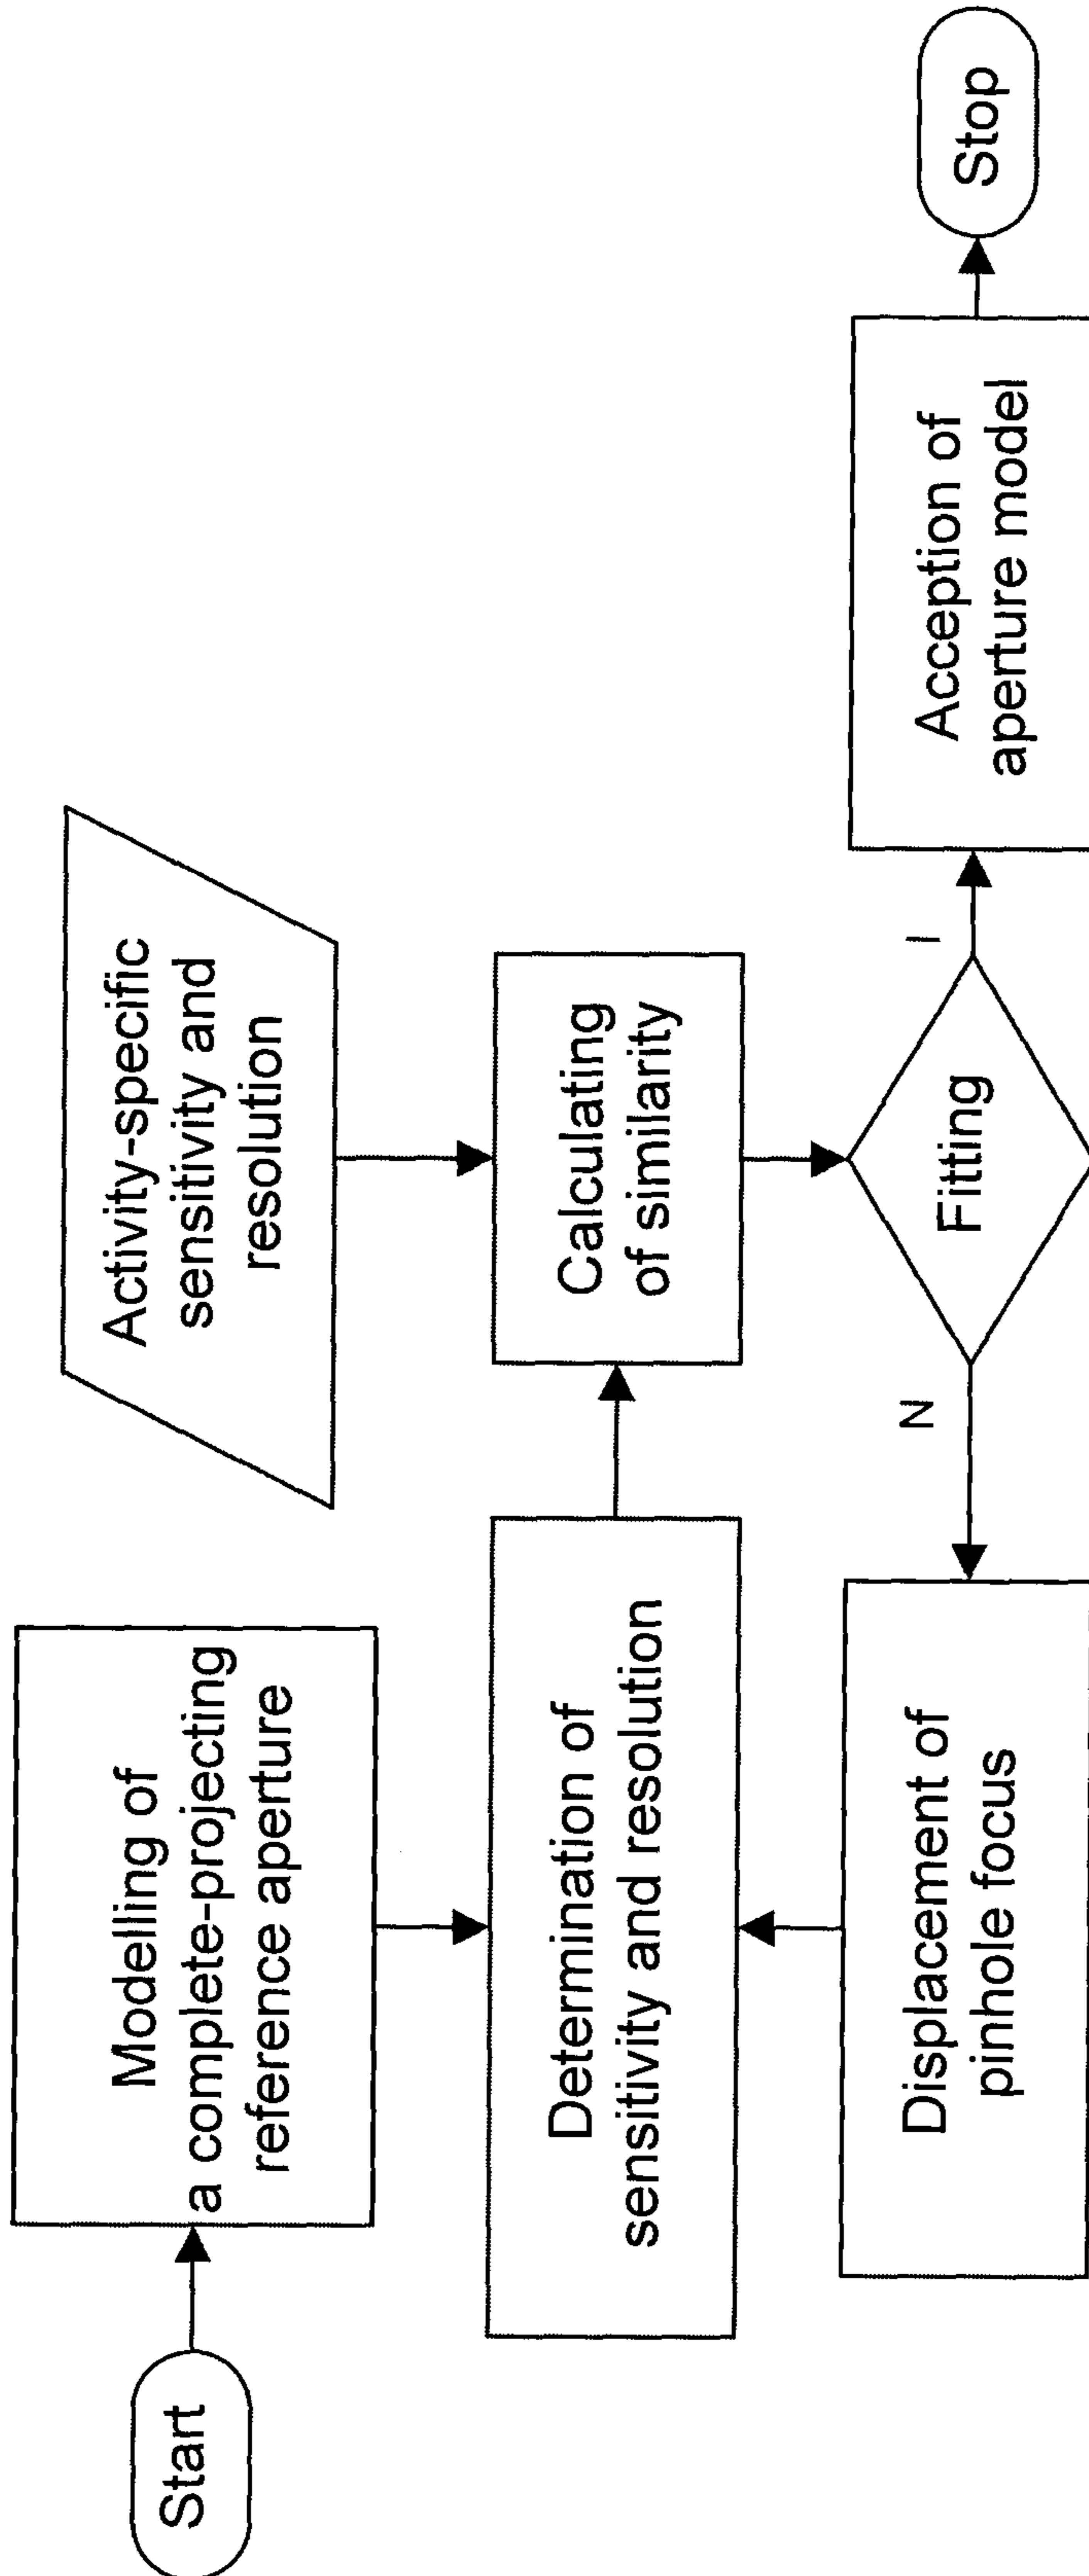 Start
Modelling of
a complete-projecting
reference aperture
Activity-specific
sensitivity and
resolution
Determination of
sensitivity and resolution
Calculating
of similarity
Displacement of
pinhole focus
N
Fitting
I
Acception of
aperture model
Stop